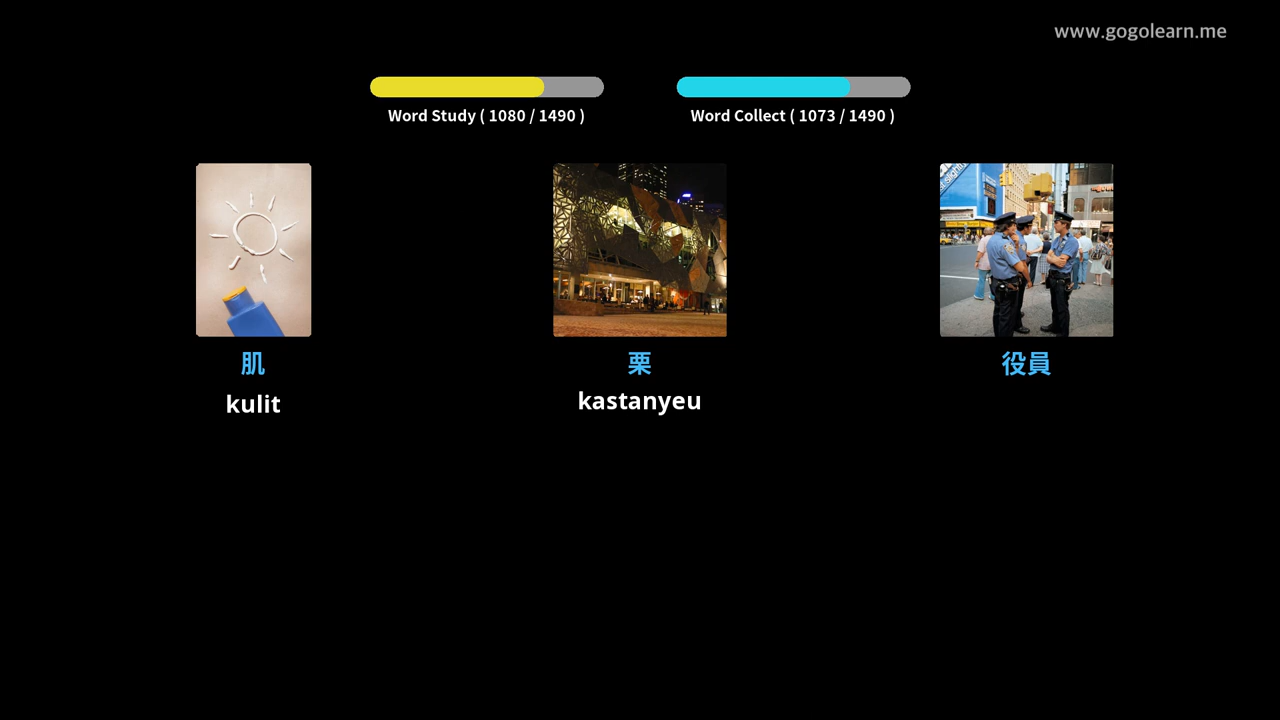 www.gogolearn.me
Word Study ( 1080 / 1490 )
Word Collect ( 1073 / 1490 )
肌
kulit
栗
kastanyeu
役員